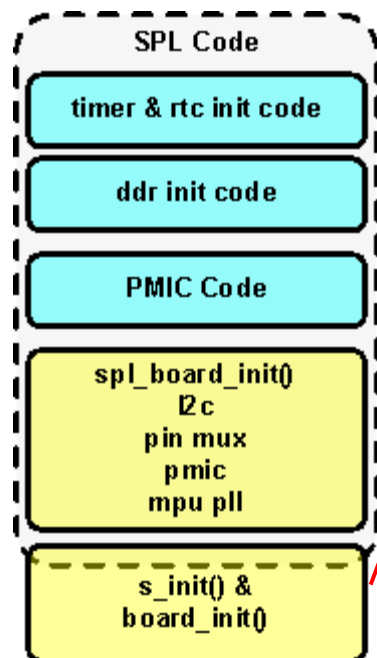 SPL Code
timer & rtc init code
ddr init code
PMIC Code
spl_board_init()
I2c
pin mux
pmic
mpu pll
s_init() &
board_init()